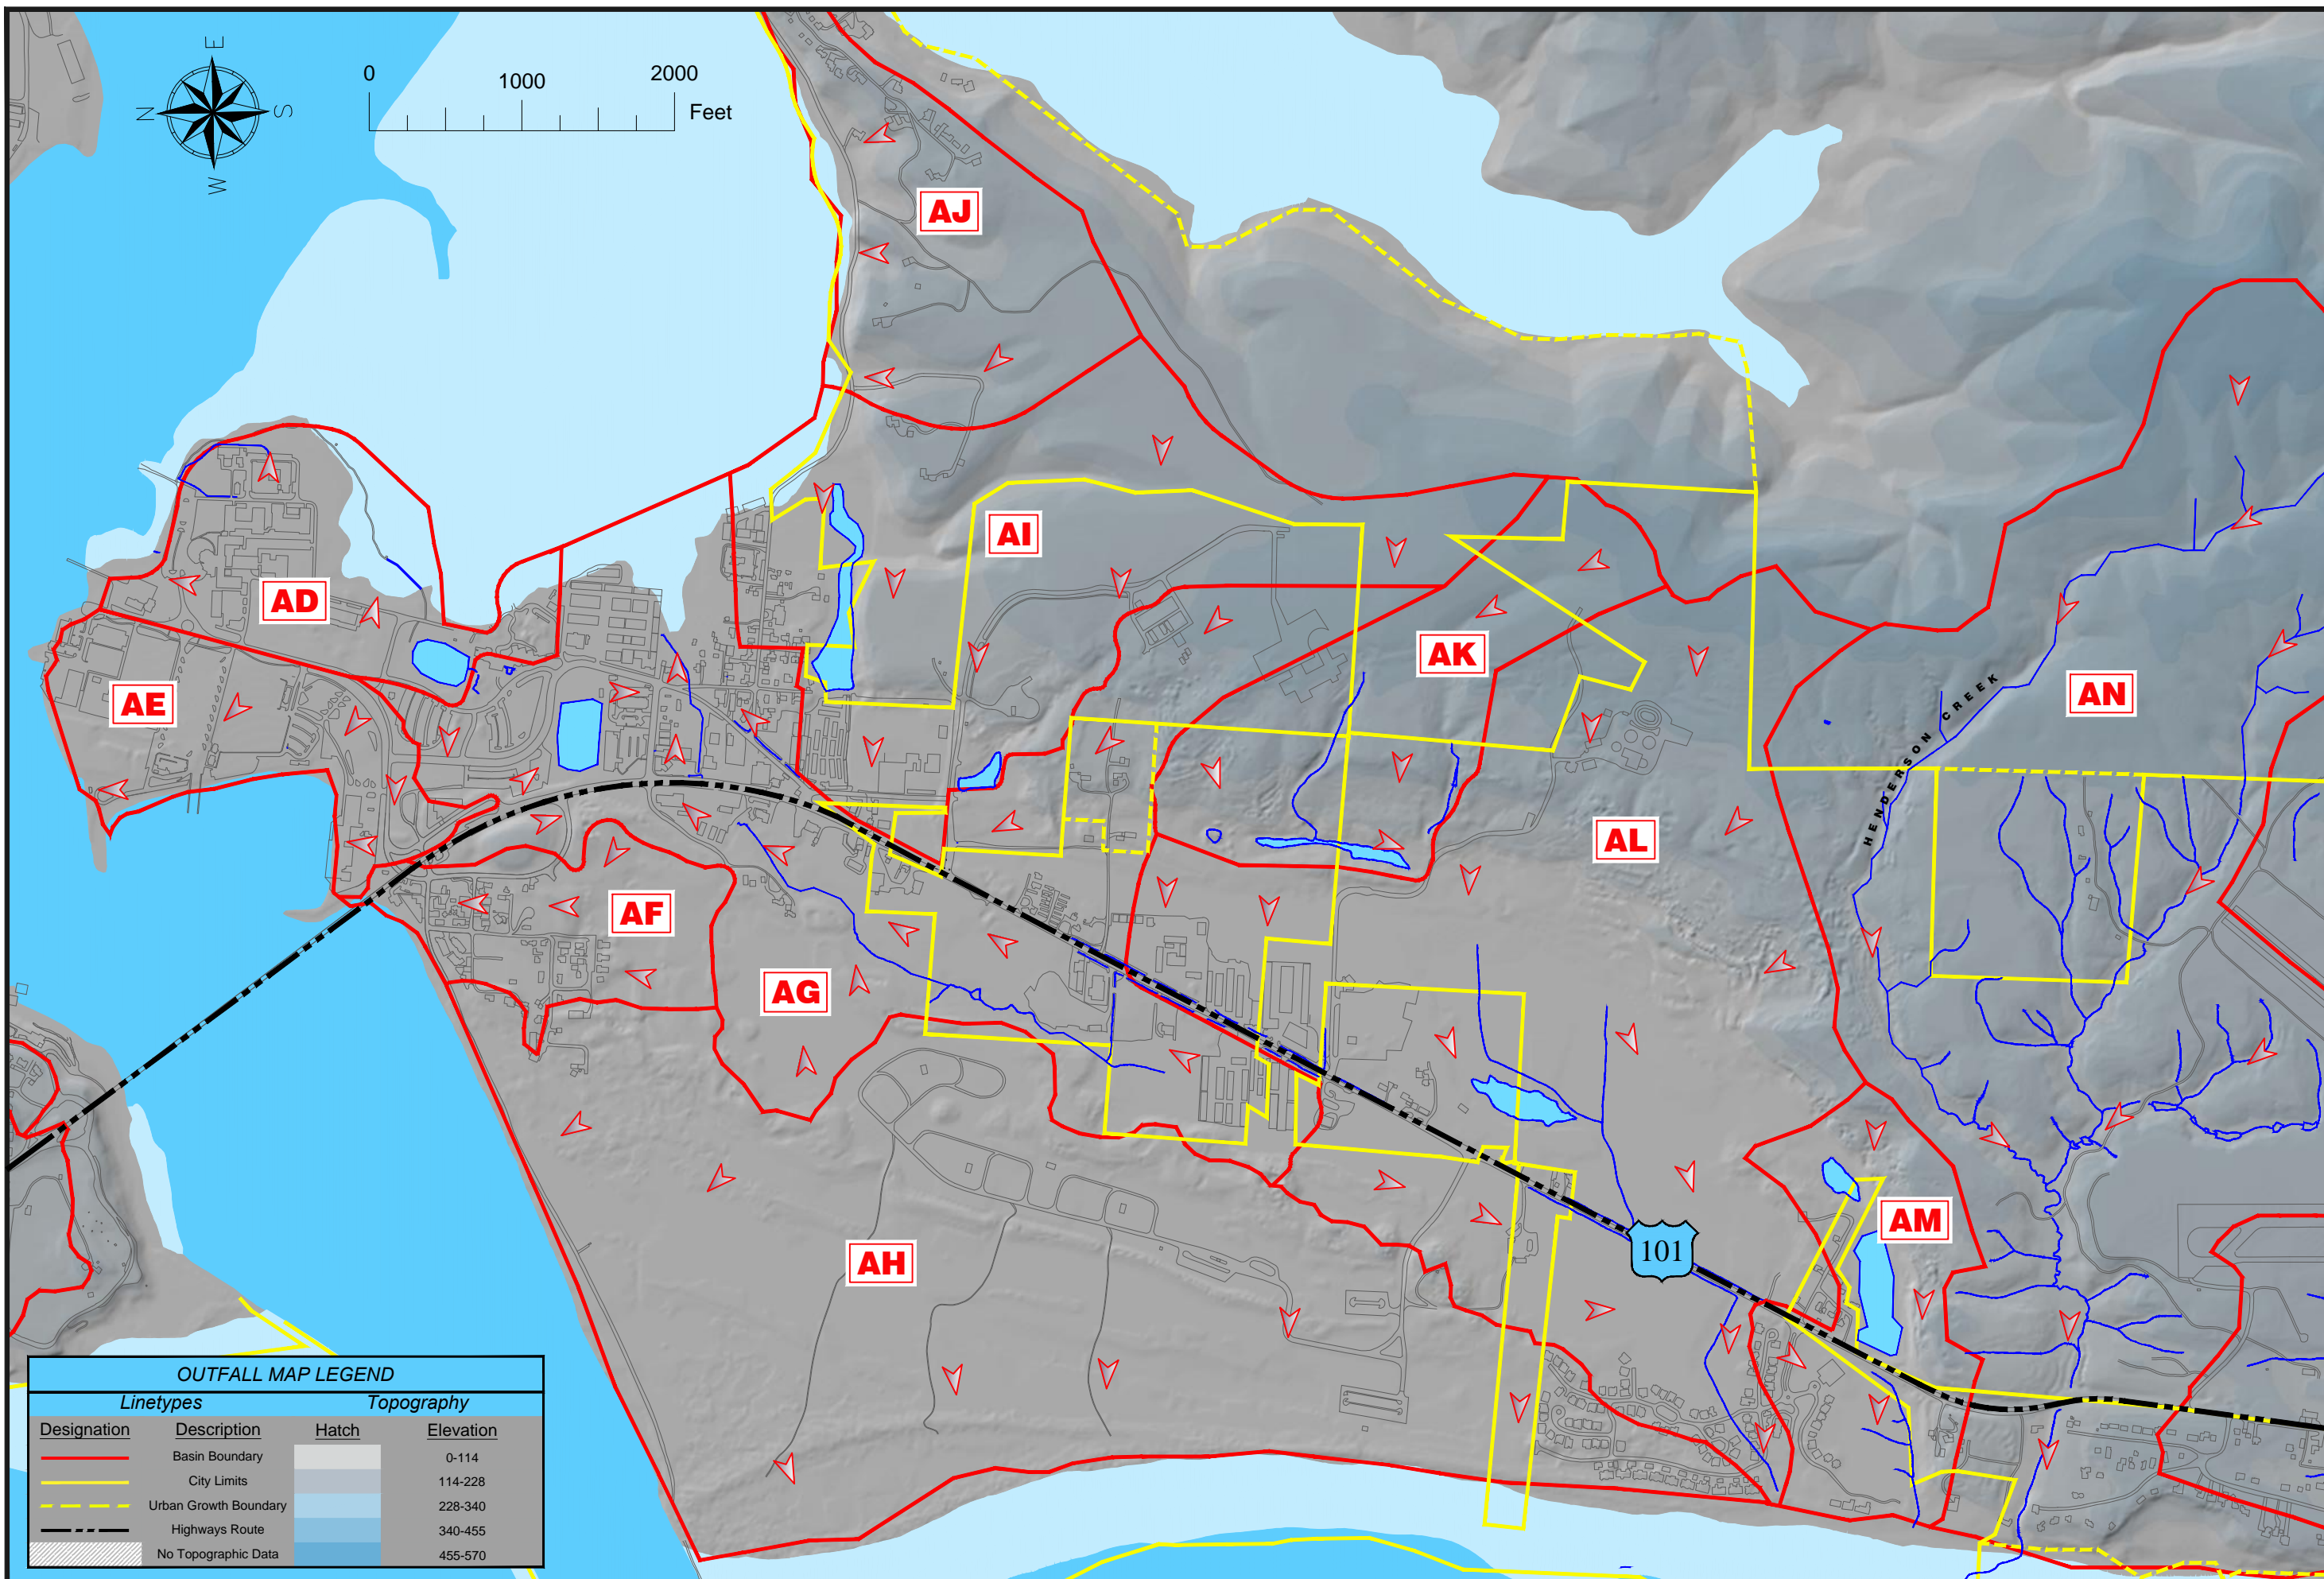 E
N
S
W
0
1000
2000
Feet
AJ
AI
AD
AE
AK
AN
HENDERSON CREEK
AL
AF
AG
AM
101
AH
OUTFALL MAP LEGEND
Linetypes Topography
Designation Description Hatch Elevation
Basin Boundary 0-114
City Limits 114-228
Urban Growth Boundary 228-340
Highways Route 340-455
No Topographic Data 455-570